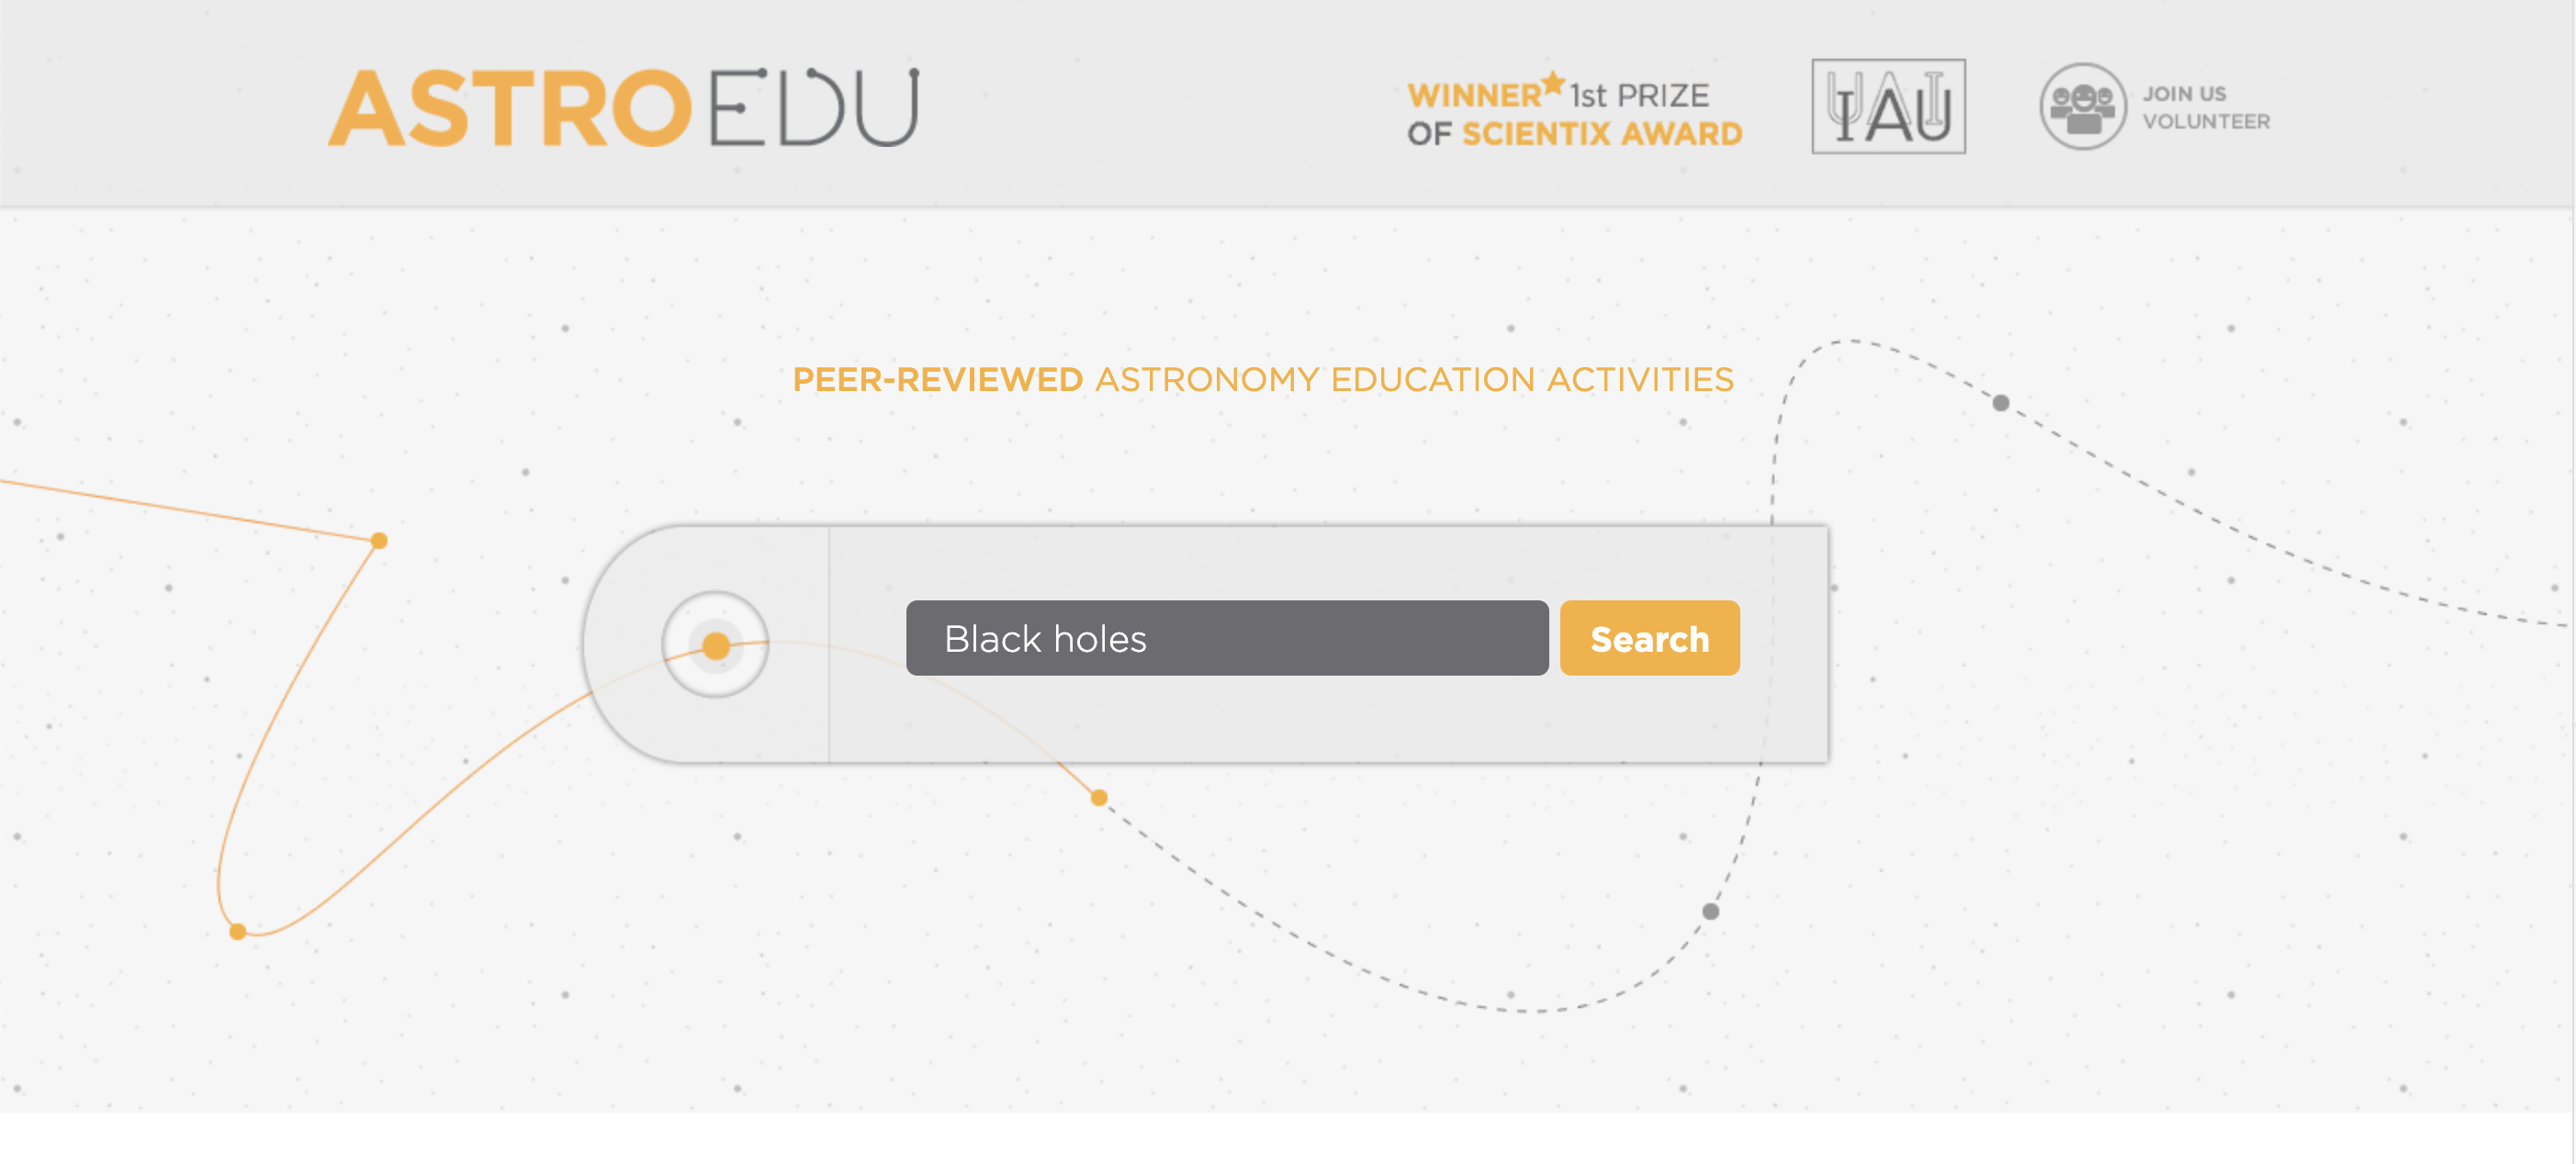 ASTROEDU
WINNER 1st PRIZE
OF SCIENTIX AWARD
UAI
IAU
JOIN US
VOLUNTEER
PEER-REVIEWED ASTRONOMY EDUCATION ACTIVITIES
Black holes
Search